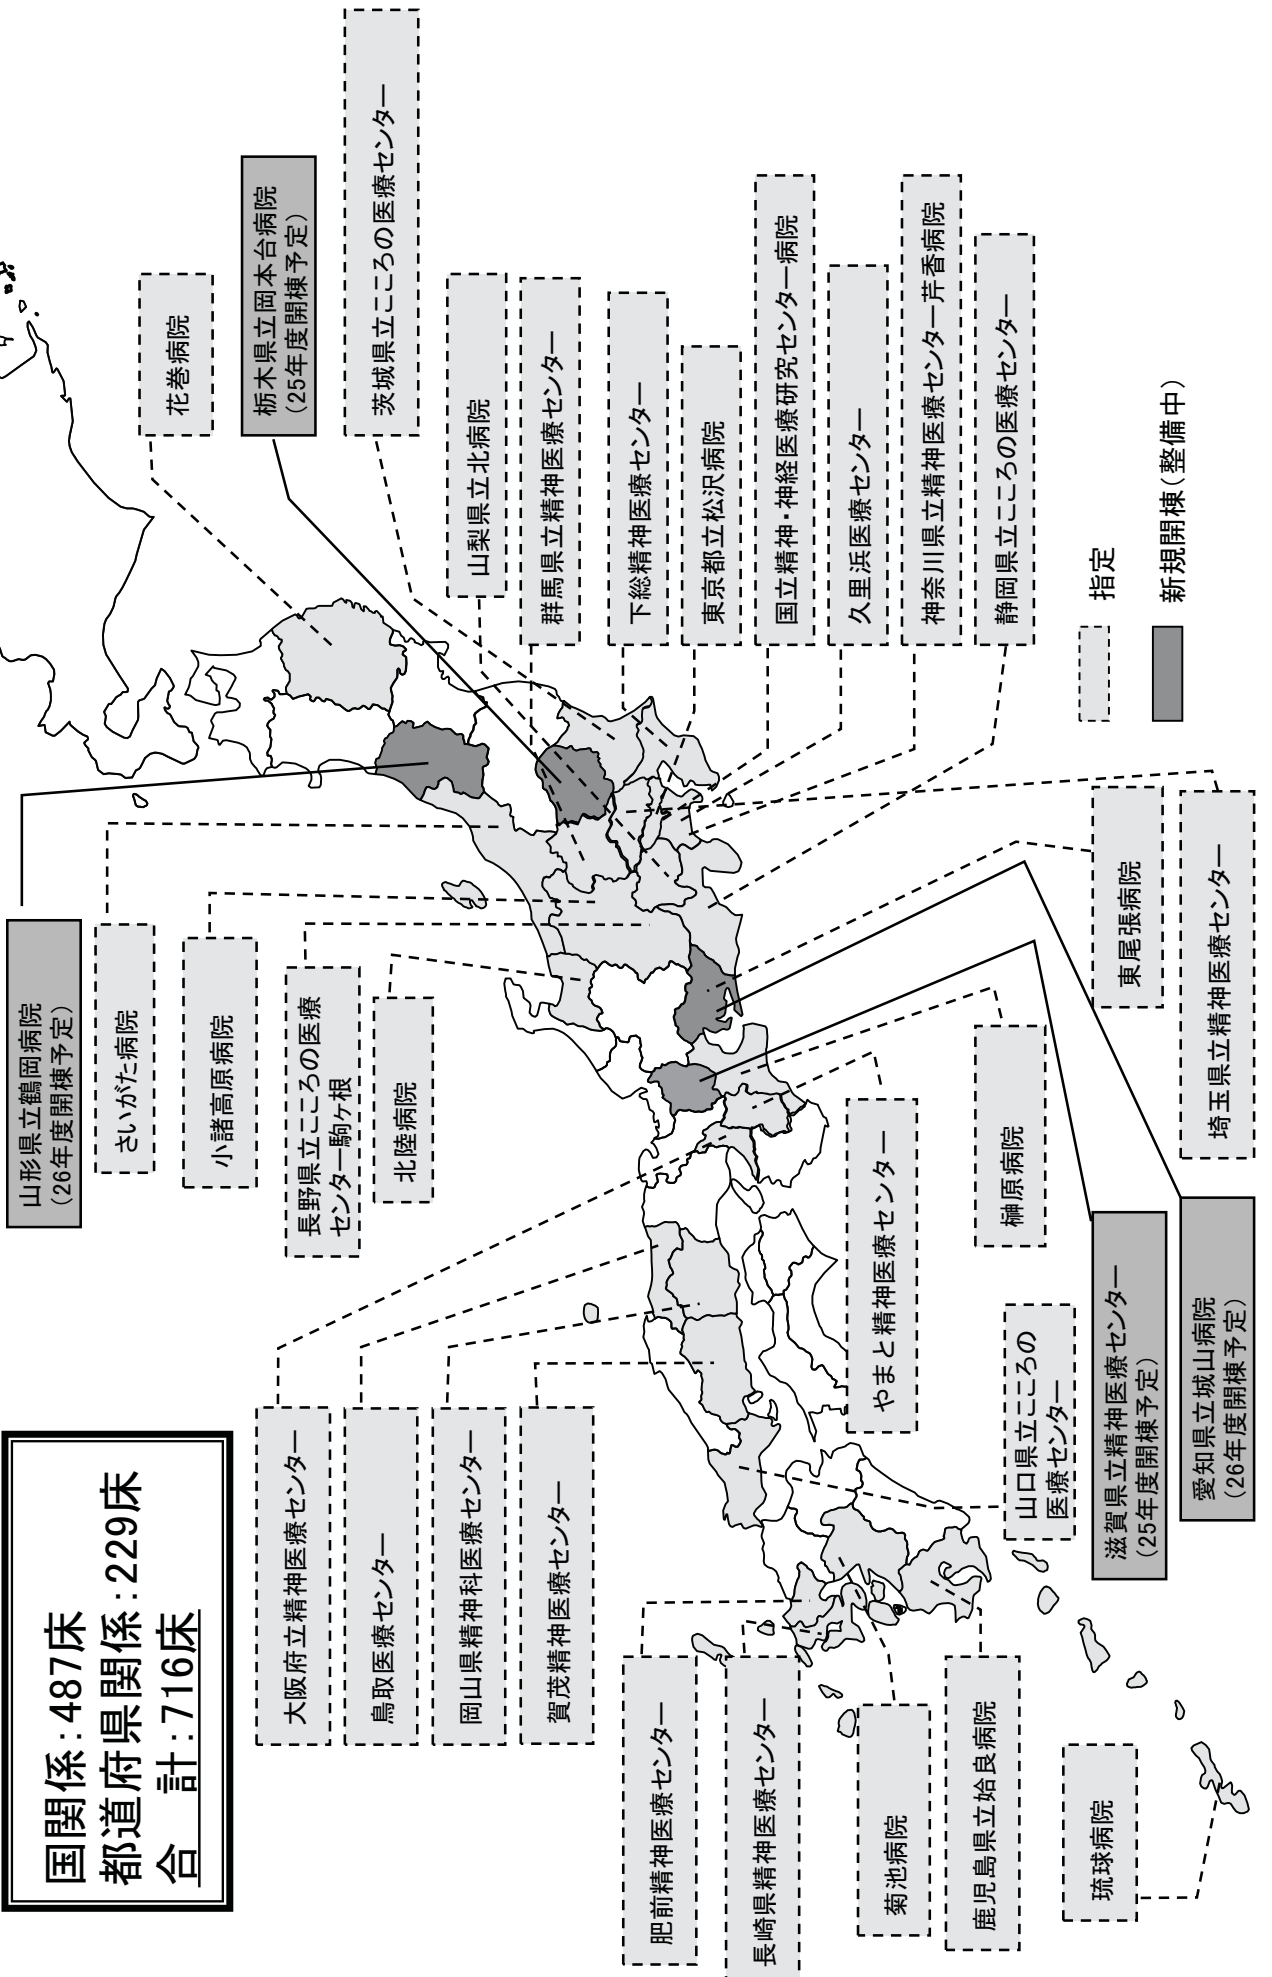 国関係：487床
都道府県関係：229床
合　計：716床
山形県立鶴岡病院
（26年度開棟予定）
さいがた病院
小諸高原病院
長野県立こころの医療
センター駒ヶ根
北陸病院
大阪府立精神医療センター
鳥取医療センター
岡山県精神科医療センター
賀茂精神医療センター
肥前精神医療センター
長崎県精神医療センター
菊池病院
鹿児島県立姶良病院
琉球病院
花巻病院
栃木県立岡本台病院
（25年度開棟予定）
茨城県立こころの医療センター
山梨県立北病院
群馬県立精神医療センター
下総精神医療センター
東京都立松沢病院
国立精神・神経医療研究センター病院
久里浜医療センター
神奈川県立精神医療センター芹香病院
静岡県立こころの医療センター
やまと精神医療センター
榊原病院
東尾張病院
埼玉県立精神医療センター
山口県立こころの
医療センター
滋賀県立精神医療センター
（25年度開棟予定）
愛知県立城山病院
（26年度開棟予定）
指定
新規開棟（整備中）